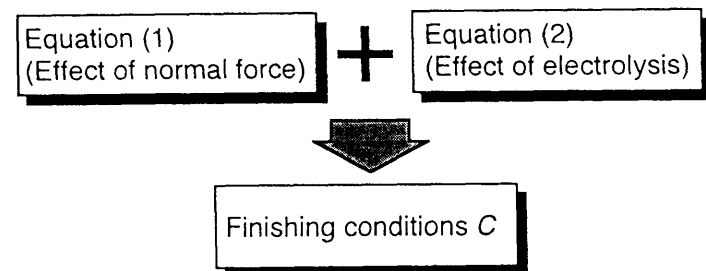 Equation (1)
(Effect of normal force)
+
Equation (2)
(Effect of electrolysis)
Finishing conditions C